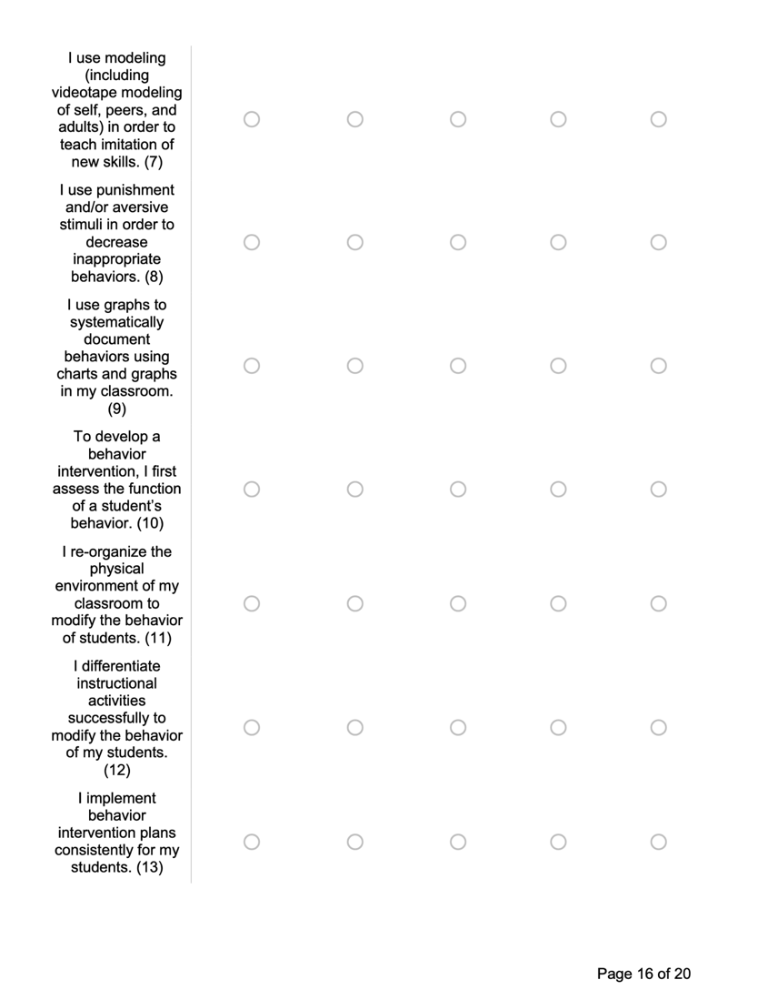 I use modeling
(including
videotape modeling
of self, peers, and
adults) in order to
teach imitation of
new skills. (7)
I use punishment
and/or aversive
stimuli in order to
decrease
inappropriate
behaviors. (8)
I use graphs to
systematically
document
behaviors using
charts and graphs
in my classroom.
(9)
To develop a
behavior
intervention, I first
assess the function
of a student’s
behavior. (10)
I re-organize the
physical
environment of my
classroom to
modify the behavior
of students. (11)
I differentiate
instructional
activities
successfully to
modify the behavior
of my students.
(12)
I implement
behavior
intervention plans
consistently for my
students. (13)
Page 16 of 20